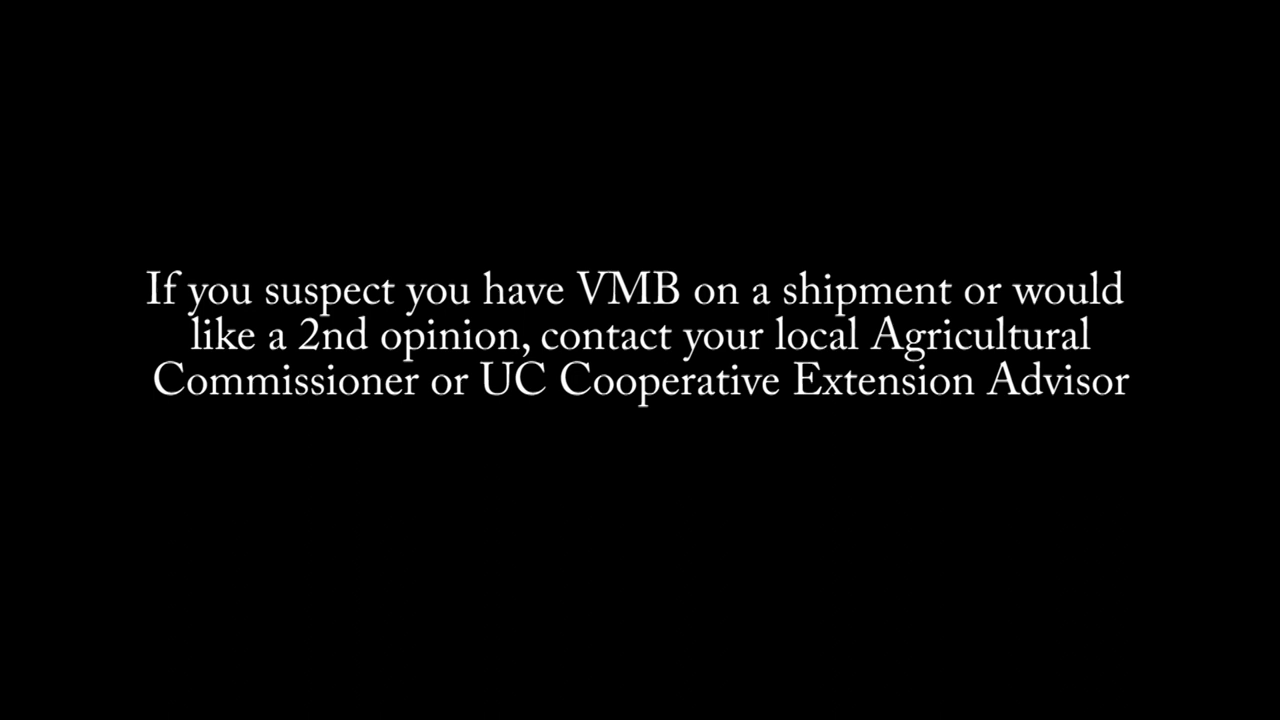 If you suspect you have VMB on a shipment or would
like a 2nd opinion, contact your local Agricultural
Commissioner or UC Cooperative Extension Advisor